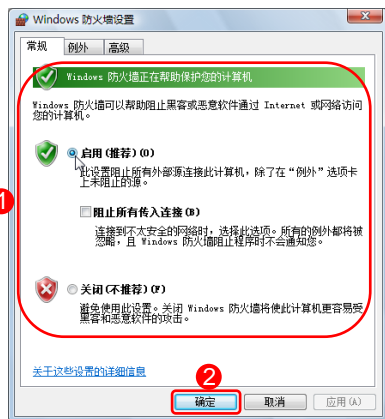 Windows 防火墙设置
常规 例外 高级
Windows 防火墙正在帮助保护您的计算机
Windows 防火墙可以帮助阻止黑客或恶意软件通过 Internet 或网络访问
您的计算机。
启用(推荐)(O)
此设置阻止所有外部源连接此计算机，除了在“例外”选项卡
上未阻止的源。
1
阻止所有传入连接(B)
连接到不太安全的网络时，选择此选项。所有的例外都将被
忽略，且 Windows 防火墙阻止程序时不会通知您。
关闭(不推荐)(F)
避免使用此设置。关闭 Windows 防火墙将使此计算机更容易受
黑客和恶意软件的攻击。
关于这些设置的详细信息
2
确定 取消 应用(A)